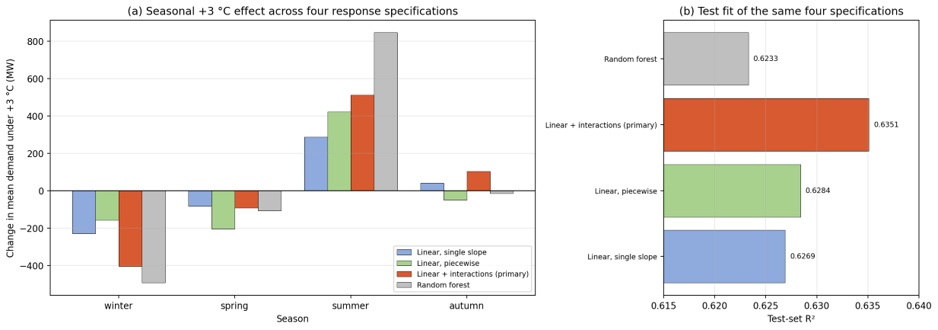 (a) Seasonal +3 °C effect across four response specifications
Change in mean demand under +3 °C (MW)
800
600
400
200
0
−200
−400
winter spring summer autumn
Season
Linear, single slope
Linear, piecewise
Linear + interactions (primary)
Random forest
(b) Test fit of the same four specifications
Random forest 0.6233
Linear + interactions (primary) 0.6351
Linear, piecewise 0.6284
Linear, single slope 0.6269
0.615 0.620 0.625 0.630 0.635 0.640
Test-set R²